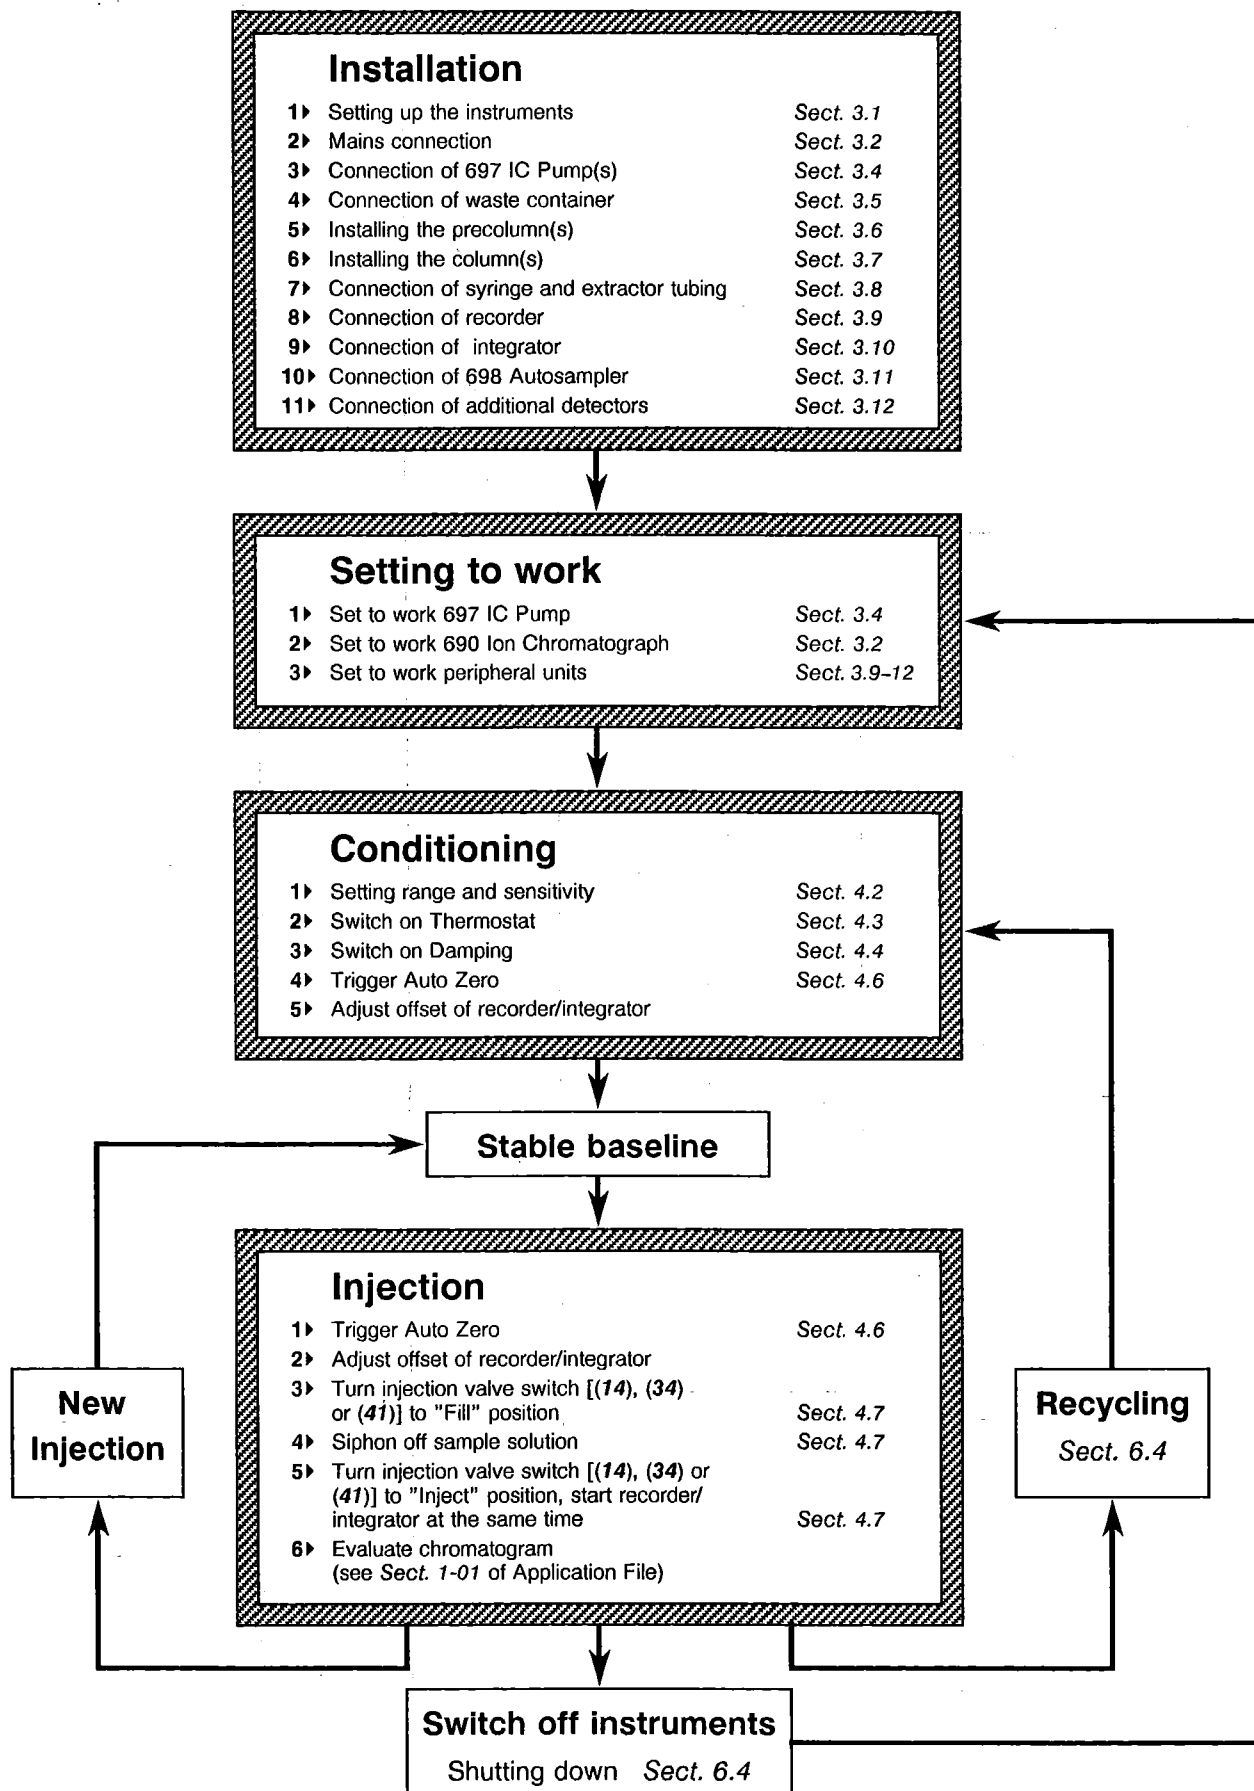 Installation
1▸ Setting up the instruments Sect. 3.1
2▸ Mains connection Sect. 3.2
3▸ Connection of 697 IC Pump(s) Sect. 3.4
4▸ Connection of waste container Sect. 3.5
5▸ Installing the precolumn(s) Sect. 3.6
6▸ Installing the column(s) Sect. 3.7
7▸ Connection of syringe and extractor tubing Sect. 3.8
8▸ Connection of recorder Sect. 3.9
9▸ Connection of integrator Sect. 3.10
10▸ Connection of 698 Autosampler Sect. 3.11
11▸ Connection of additional detectors Sect. 3.12
Setting to work
1▸ Set to work 697 IC Pump Sect. 3.4
2▸ Set to work 690 Ion Chromatograph Sect. 3.2
3▸ Set to work peripheral units Sect. 3.9–12
Conditioning
1▸ Setting range and sensitivity Sect. 4.2
2▸ Switch on Thermostat Sect. 4.3
3▸ Switch on Damping Sect. 4.4
4▸ Trigger Auto Zero Sect. 4.6
5▸ Adjust offset of recorder/integrator
Stable baseline
Injection
1▸ Trigger Auto Zero Sect. 4.6
2▸ Adjust offset of recorder/integrator
3▸ Turn injection valve switch [(14), (34)
or (41)] to "Fill" position Sect. 4.7
4▸ Siphon off sample solution Sect. 4.7
5▸ Turn injection valve switch [(14), (34) or
(41)] to "Inject" position, start recorder/
integrator at the same time Sect. 4.7
6▸ Evaluate chromatogram
(see Sect. 1-01 of Application File)
New
Injection
Recycling
Sect. 6.4
Switch off instruments
Shutting down Sect. 6.4